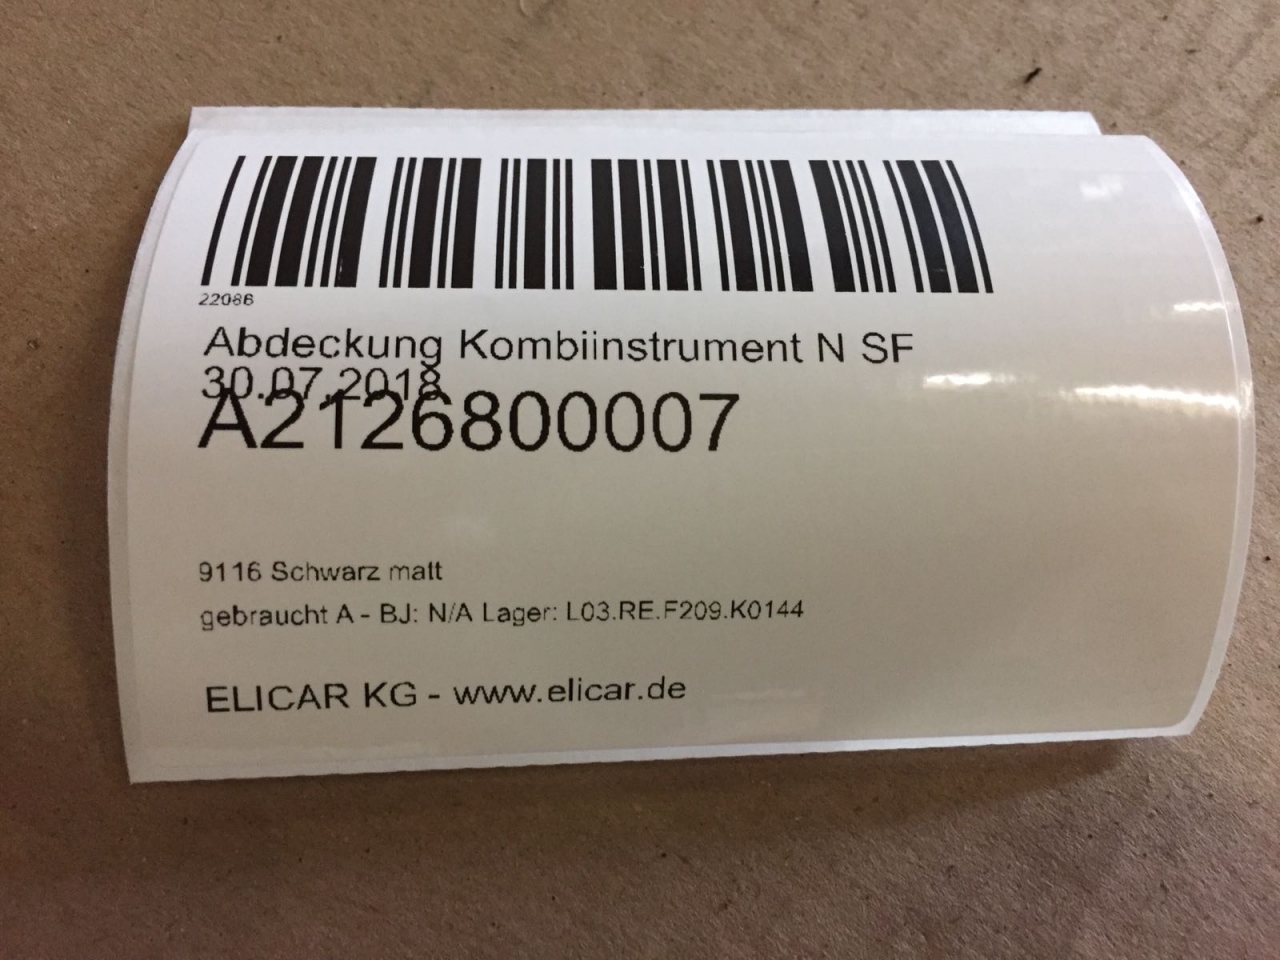 22086
Abdeckung Kombiinstrument N SF
30.07.2018
A2126800007
9116 Schwarz matt
gebraucht A - BJ: N/A Lager: L03.RE.F209.K0144
ELICAR KG - www.elicar.de